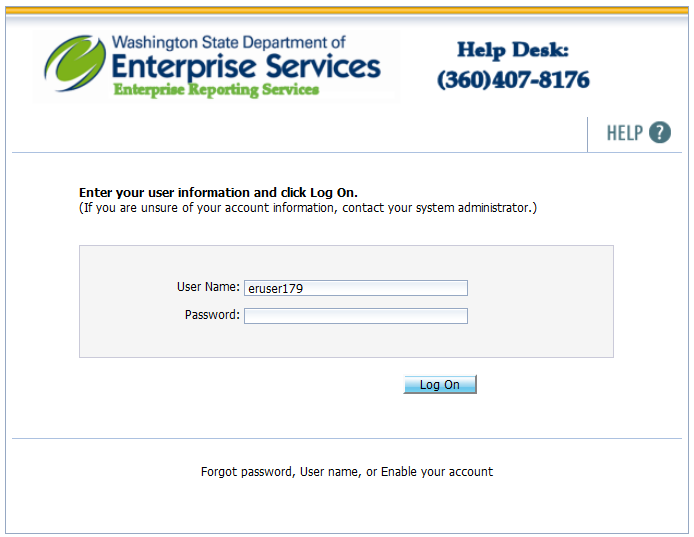 Washington State Department of
Enterprise Services
Enterprise Reporting Services
Help Desk:
(360)407-8176
HELP ?
Enter your user information and click Log On.
(If you are unsure of your account information, contact your system administrator.)
User Name: eruser179
Password:
Log On
Forgot password, User name, or Enable your account